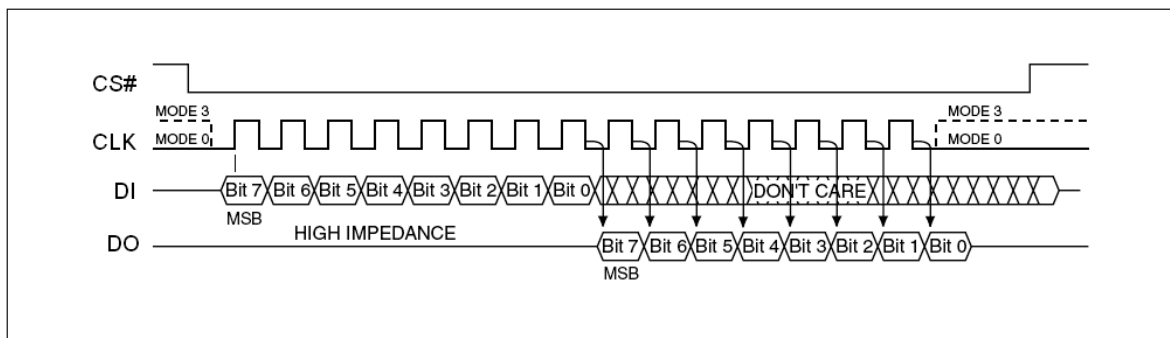 CS#
MODE 3 MODE 3
CLK MODE 0 MODE 0
DI Bit 7 Bit 6 Bit 5 Bit 4 Bit 3 Bit 2 Bit 1 Bit 0 DON'T CARE
MSB
HIGH IMPEDANCE
DO Bit 7 Bit 6 Bit 5 Bit 4 Bit 3 Bit 2 Bit 1 Bit 0
MSB